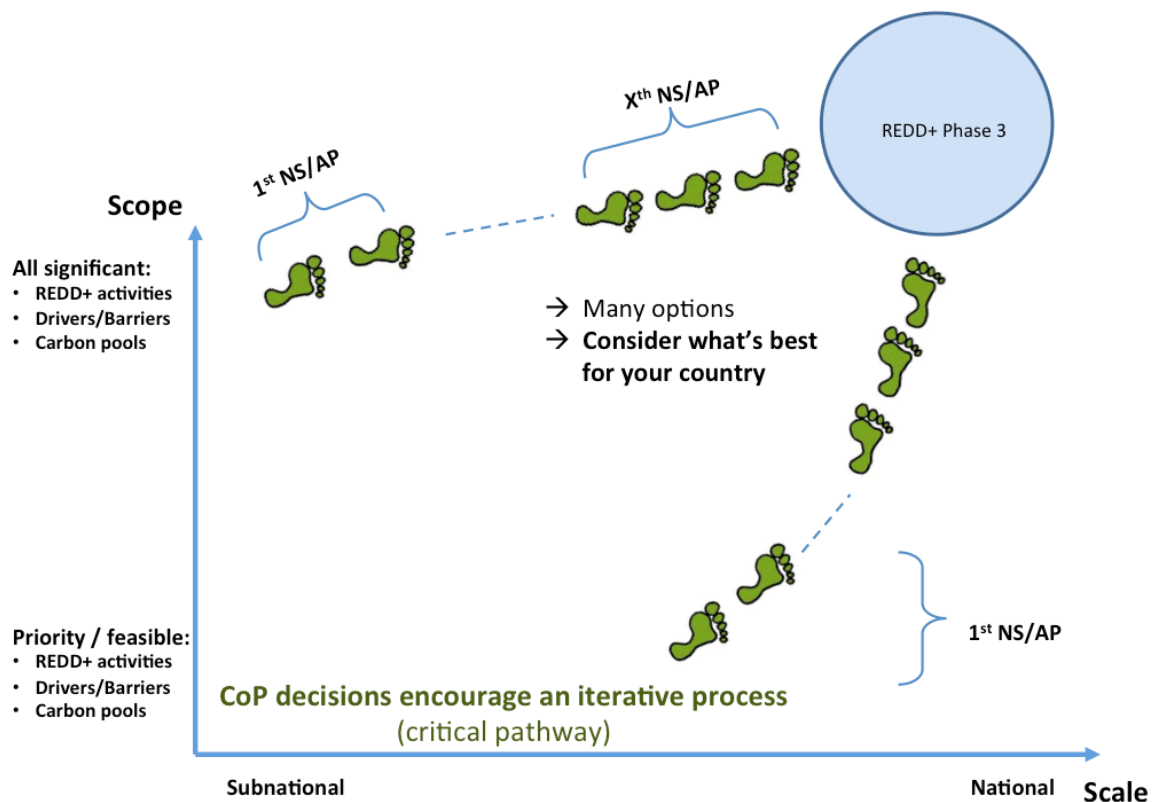 Xth NS/AP
REDD+ Phase 3
1st NS/AP
Scope
All significant:
• REDD+ activities
• Drivers/Barriers
• Carbon pools
→ Many options
→ Consider what's best
for your country
Priority / feasible:
• REDD+ activities
• Drivers/Barriers
• Carbon pools
1st NS/AP
CoP decisions encourage an iterative process
(critical pathway)
Subnational
National
Scale